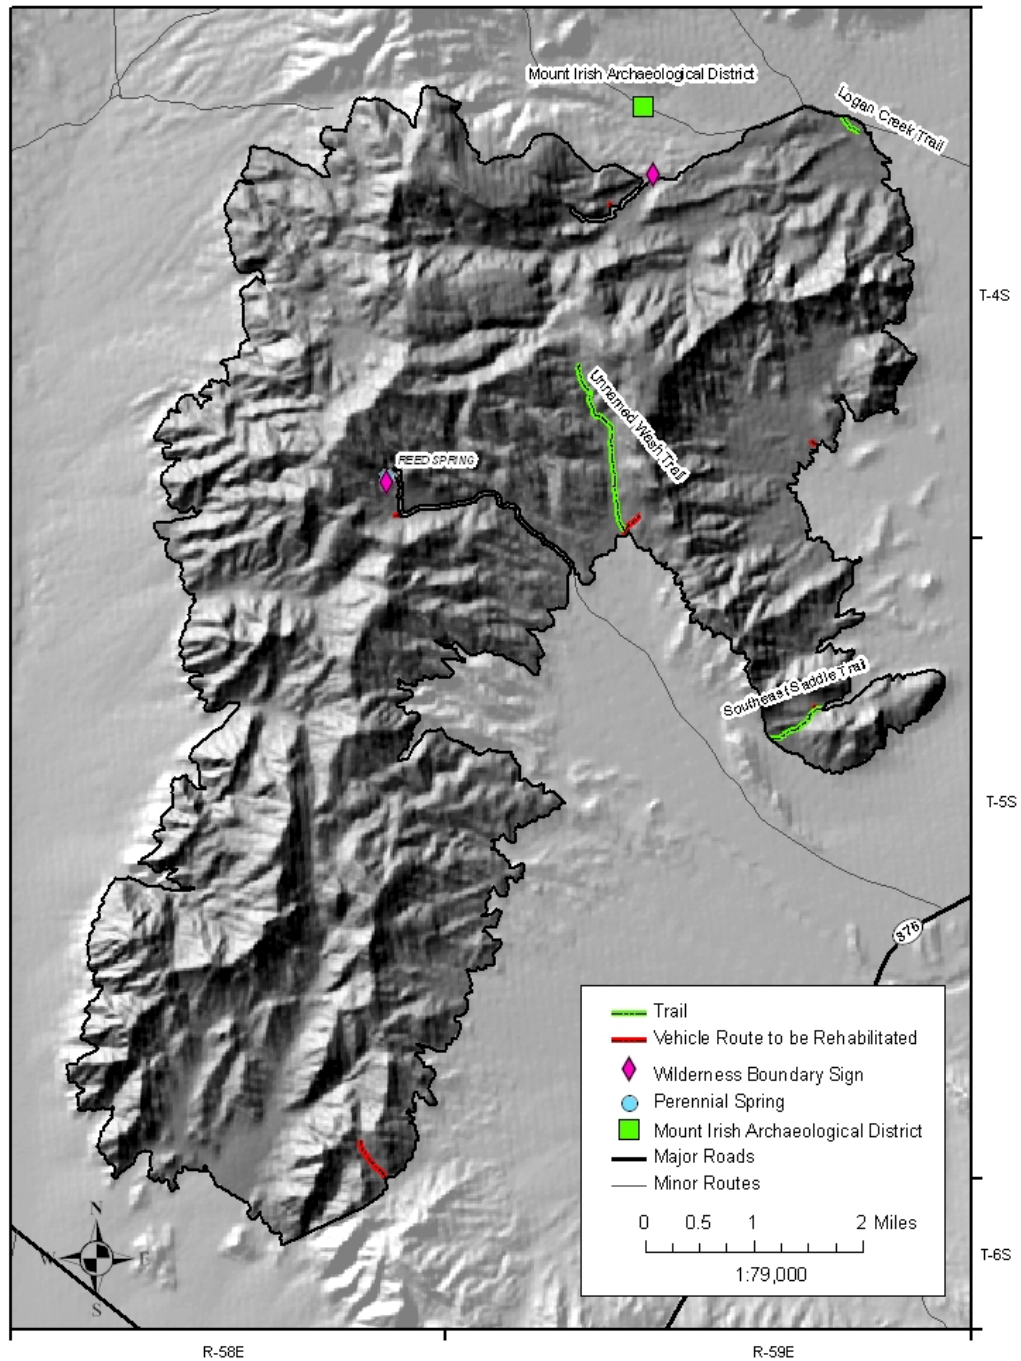 Mount Irish Archaeological District
Logan Creek Trail
T-4S
Unnamed Wash Trail
REED SPRING
Southeast Saddle Trail
T-5S
375
Trail
Vehicle Route to be Rehabilitated
Wilderness Boundary Sign
Perennial Spring
Mount Irish Archaeological District
Major Roads
Minor Routes
0 0.5 1 2 Miles
1:79,000
N
W E
S
T-6S
R-58E R-59E